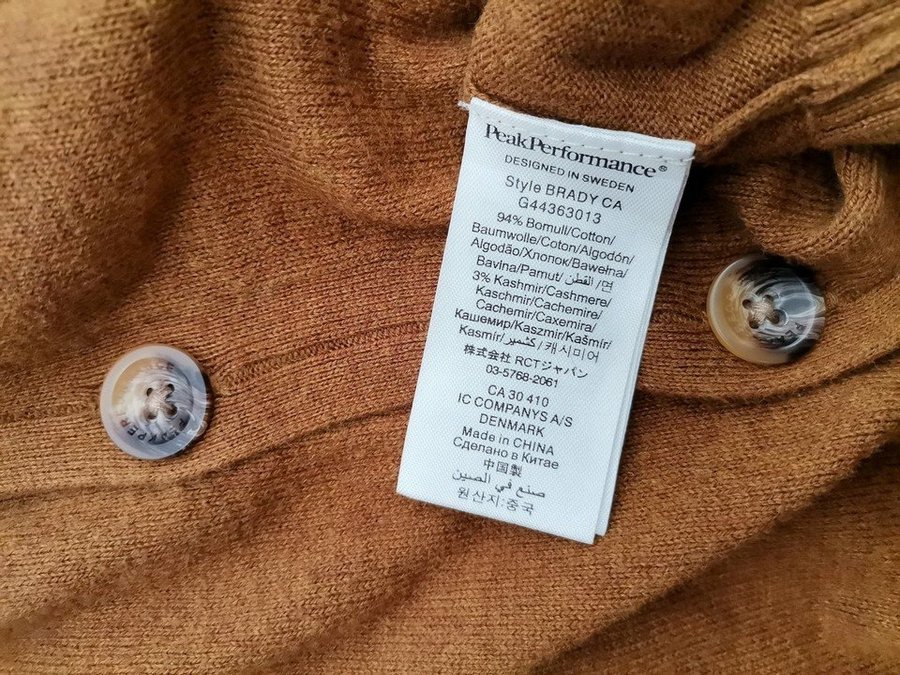 PeakPerformance®
DESIGNED IN SWEDEN
Style BRADY CA
G44363013
94% Bomull/Cotton/
Baumwolle/Coton/Algodón/
Algodão/Хлопок/Bawełna/
Bavlna/Pamut/ القطن /면
3% Kashmir/Cashmere/
Kaschmir/Cachemire/
Cachemir/Caxemira/
Кашемир/Kaszmir/Kašmír/
Kasmír/كشمير /캐시미어
株式会社 RCTジャパン
03-5768-2061
CA 30 410
IC COMPANYS A/S
DENMARK
Made in CHINA
Сделано в Китае
中国製
صنع في الصين
원산지:중국